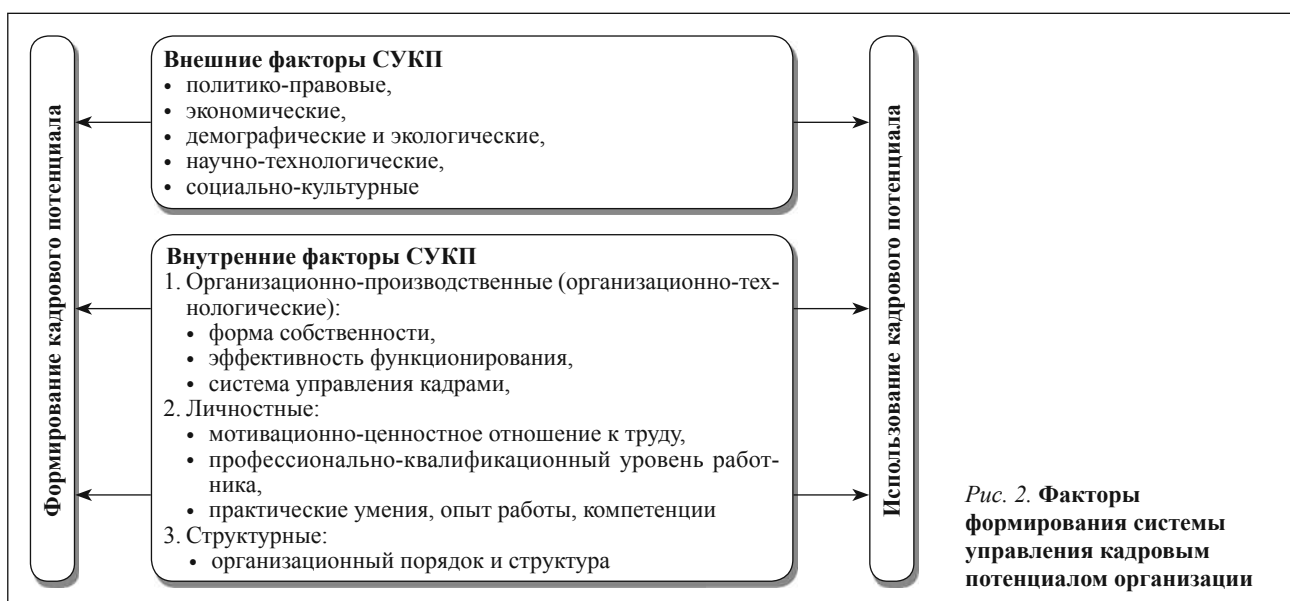 Формирование кадрового потенциала
Внешние факторы СУКП
• политико-правовые,
• экономические,
• демографические и экологические,
• научно-технологические,
• социально-культурные
Внутренние факторы СУКП
1. Организационно-производственные (организационно-тех-
нологические):
• форма собственности,
• эффективность функционирования,
• система управления кадрами,
2. Личностные:
• мотивационно-ценностное отношение к труду,
• профессионально-квалификационный уровень работ-
ника,
• практические умения, опыт работы, компетенции
3. Структурные:
• организационный порядок и структура
Использование кадрового потенциала
Рис. 2. Факторы
формирования системы
управления кадровым
потенциалом организации